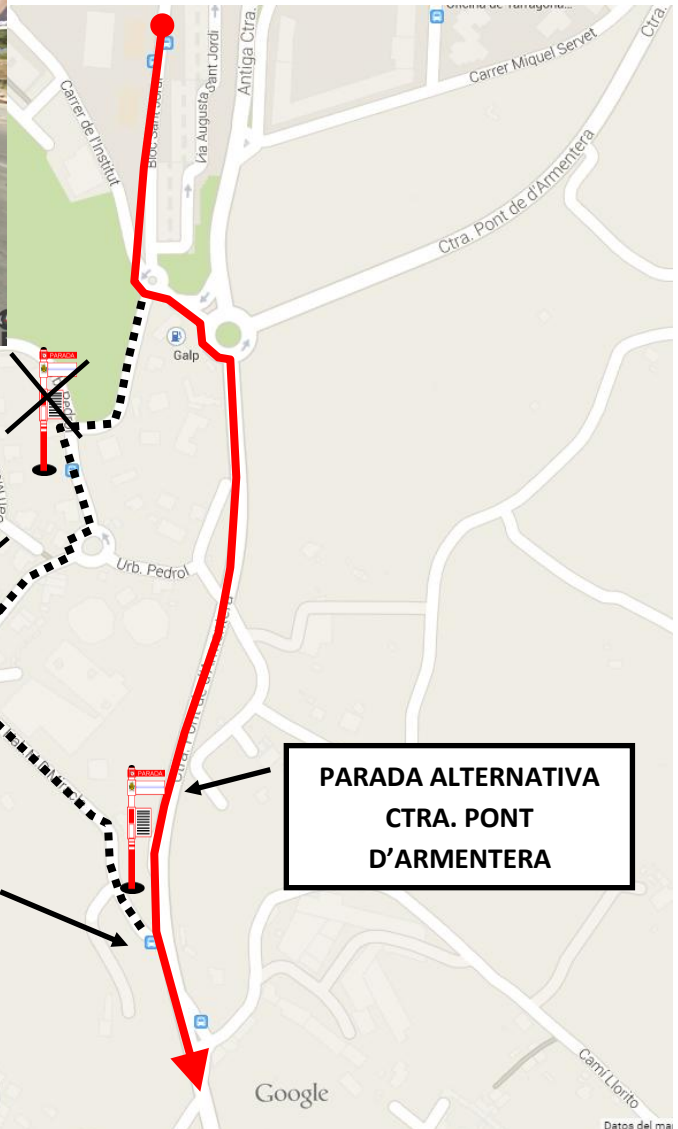 Oficina de Tarragona...
Ctra.
Carrer Miquel Servet
Sant Jordi
Antiga Ctra.
Via Augusta
Bloc Sant Jordi
Carrer de l'Institut
Ctra. Pont de d'Armentera
Galp
PARADA
Urb. Pedrol
Ctra. Pont de d'Armentera
PARADA
PARADA ALTERNATIVA
CTRA. PONT
D'ARMENTERA
Camí Llorito
Google
Datos del map